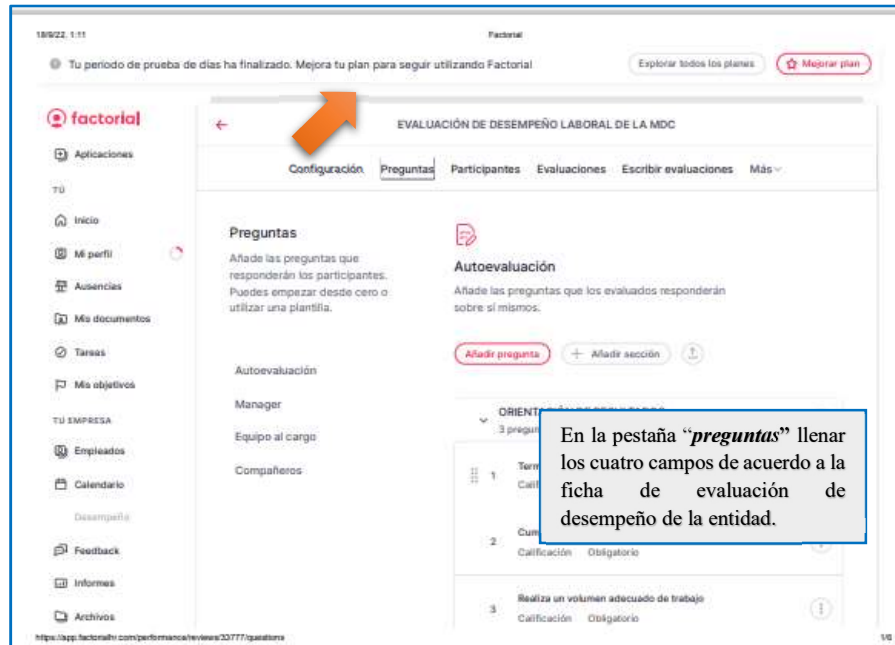 18/9/22, 1:11
Factorial
Tu periodo de prueba de días ha finalizado. Mejora tu plan para seguir utilizando Factorial
Explorar todos los planes
Mejorar plan
factorial
EVALUACIÓN DE DESEMPEÑO LABORAL DE LA MDC
Aplicaciones
Configuración Preguntas Participantes Evaluaciones Escribir evaluaciones Más
TÚ
Inicio
Mi perfil
Ausencias
Mis documentos
Tareas
Mis objetivos
TU EMPRESA
Empleados
Calendario
Desempeño
Feedback
Informes
Archivos
Preguntas
Añade las preguntas que
responderán los participantes.
Puedes empezar desde cero o
utilizar una plantilla.
Autoevaluación
Manager
Equipo al cargo
Compañeros
Autoevaluación
Añade las preguntas que los evaluados responderán
sobre sí mismos.
Añadir pregunta
+ Añadir sección
3
1
2
Calificación Obligatorio
3
Realiza un volumen adecuado de trabajo
Calificación Obligatorio
En la pestaña “preguntas” llenar
los cuatro campos de acuerdo a la
ficha de evaluación de
desempeño de la entidad.
https://app.factorialhr.com/performance/reviews/33777/questions
1/6